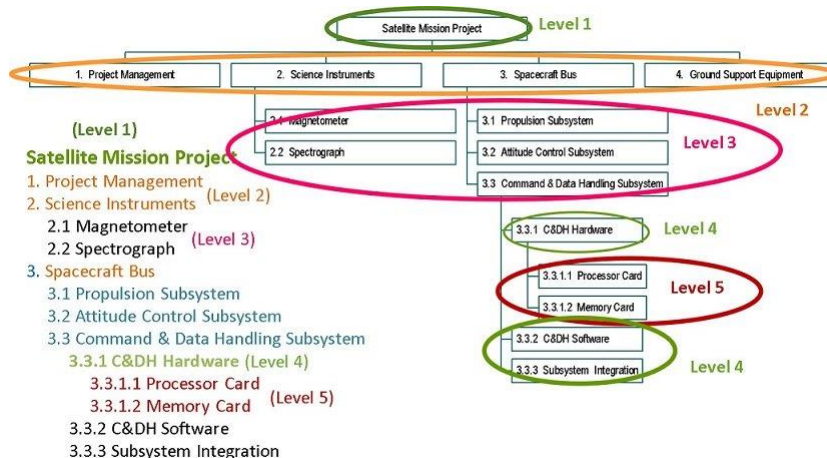 Satellite Mission Project
Level 1
1. Project Management
2. Science Instruments
3. Spacecraft Bus
4. Ground Support Equipment
Level 2
2.1 Magnetometer
2.2 Spectrograph
3.1 Propulsion Subsystem
3.2 Attitude Control Subsystem
3.3 Command & Data Handling Subsystem
Level 3
3.3.1 C&DH Hardware
Level 4
3.3.1.1 Processor Card
3.3.1.2 Memory Card
Level 5
3.3.2 C&DH Software
3.3.3 Subsystem Integration
Level 4
(Level 1)
Satellite Mission Project
1. Project Management
2. Science Instruments (Level 2)
2.1 Magnetometer
2.2 Spectrograph (Level 3)
3. Spacecraft Bus
3.1 Propulsion Subsystem
3.2 Attitude Control Subsystem
3.3 Command & Data Handling Subsystem
3.3.1 C&DH Hardware (Level 4)
3.3.1.1 Processor Card
3.3.1.2 Memory Card (Level 5)
3.3.2 C&DH Software
3.3.3 Subsystem Integration